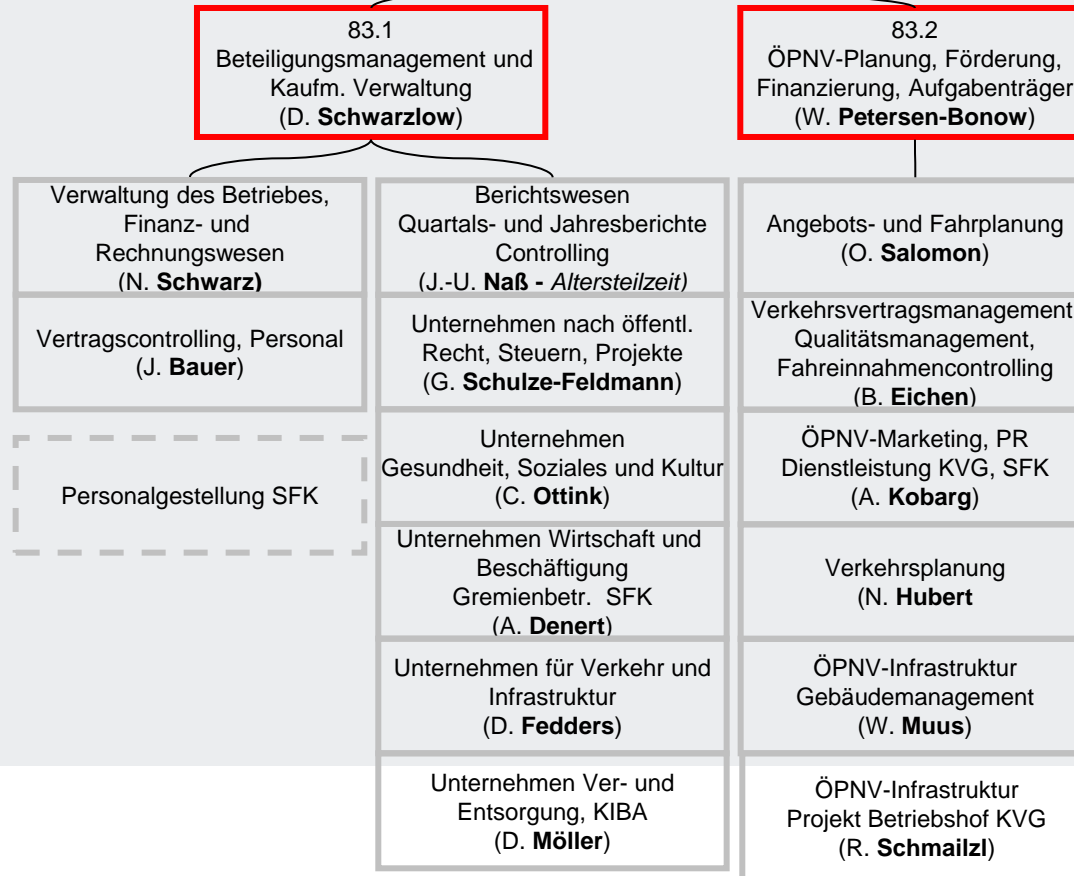 83.1
Beteiligungsmanagement und
Kaufm. Verwaltung
(D. Schwarzlow)
83.2
ÖPNV-Planung, Förderung,
Finanzierung, Aufgabenträger
(W. Petersen-Bonow)
Verwaltung des Betriebes,
Finanz- und
Rechnungswesen
(N. Schwarz)
Vertragscontrolling, Personal
(J. Bauer)
Personalgestellung SFK
Berichtswesen
Quartals- und Jahresberichte
Controlling
(J.-U. Naß - Altersteilzeit)
Unternehmen nach öffentl.
Recht, Steuern, Projekte
(G. Schulze-Feldmann)
Unternehmen
Gesundheit, Soziales und Kultur
(C. Ottink)
Unternehmen Wirtschaft und
Beschäftigung
Gremienbetr. SFK
(A. Denert)
Unternehmen für Verkehr und
Infrastruktur
(D. Fedders)
Unternehmen Ver- und
Entsorgung, KIBA
(D. Möller)
Angebots- und Fahrplanung
(O. Salomon)
Verkehrsvertragsmanagement
Qualitätsmanagement,
Fahreinnahmencontrolling
(B. Eichen)
ÖPNV-Marketing, PR
Dienstleistung KVG, SFK
(A. Kobarg)
Verkehrsplanung
(N. Hubert
ÖPNV-Infrastruktur
Gebäudemanagement
(W. Muus)
ÖPNV-Infrastruktur
Projekt Betriebshof KVG
(R. Schmailzl)